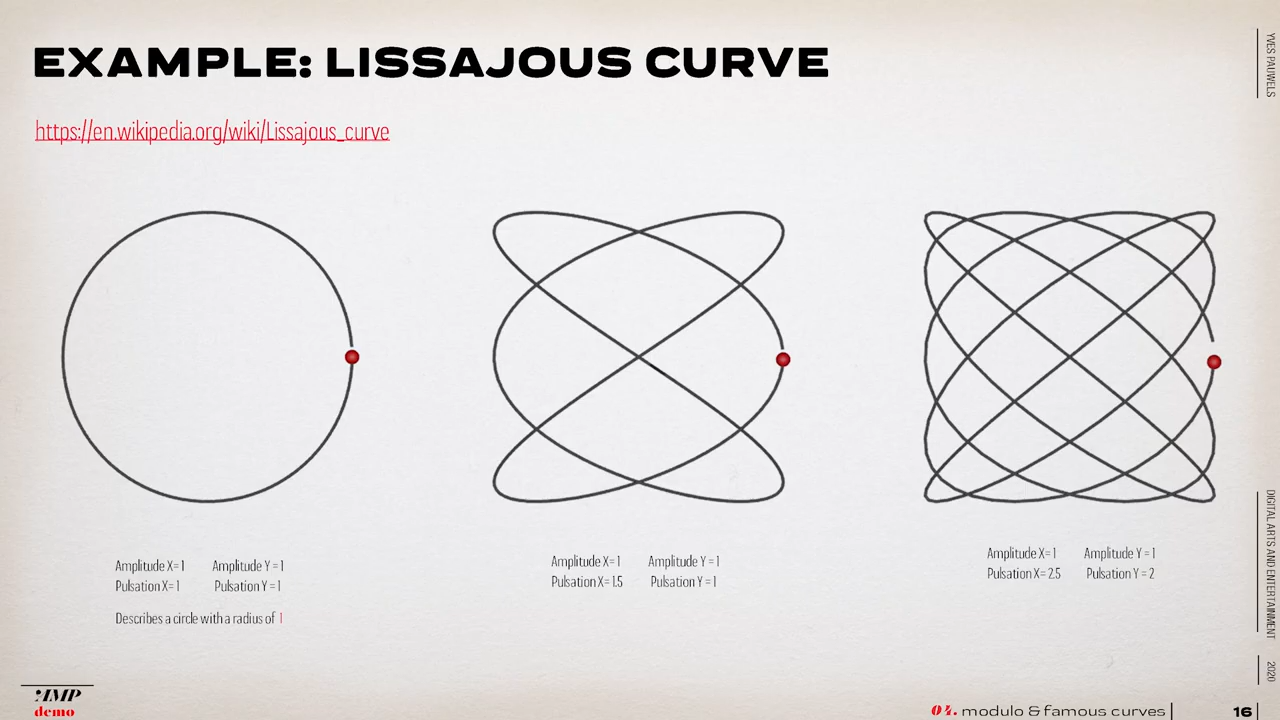 EXAMPLE: LISSAJOUS CURVE
https://en.wikipedia.org/wiki/Lissajous_curve
Amplitude X= 1 Amplitude Y = 1
Pulsation X= 1 Pulsation Y = 1
Describes a circle with a radius of 1
Amplitude X= 1 Amplitude Y = 1
Pulsation X= 1.5 Pulsation Y = 1
Amplitude X= 1 Amplitude Y = 1
Pulsation X= 2.5 Pulsation Y = 2
YVES PAUWELS
DIGITAL ARTS AND ENTERTAINMENT
2020
AMP
demo
04. modulo & famous curves
16